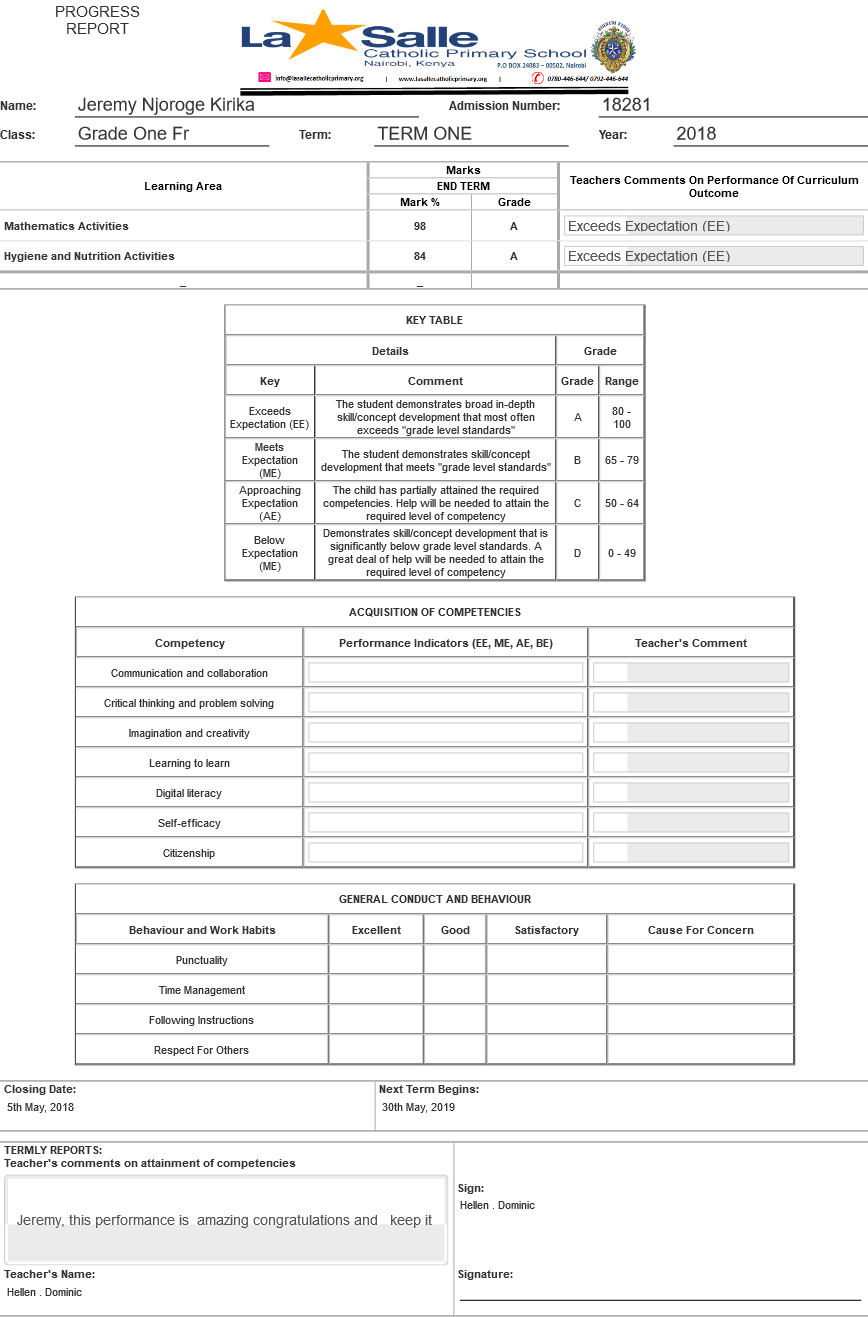 PROGRESS
REPORT
La Salle
Catholic Primary School
Nairobi, Kenya
P.O BOX 24083 – 00502, Nairobi
info@lasallecatholicprimary.org | www.lasallecatholicprimary.org | 0780-446-644/ 0792-446-644
Name: Jeremy Njoroge Kirika Admission Number: 18281
Class: Grade One Fr Term: TERM ONE Year: 2018
Learning Area Marks Teachers Comments On Performance Of Curriculum Outcome
END TERM
Mark % Grade
Mathematics Activities 98 A Exceeds Expectation (EE)
Hygiene and Nutrition Activities 84 A Exceeds Expectation (EE)
_ _
KEY TABLE
Details Grade
Key Comment Grade Range
Exceeds Expectation (EE) The student demonstrates broad in-depth skill/concept development that most often exceeds "grade level standards" A 80 - 100
Meets Expectation (ME) The student demonstrates skill/concept development that meets "grade level standards" B 65 - 79
Approaching Expectation (AE) The child has partially attained the required competencies. Help will be needed to attain the required level of competency C 50 - 64
Below Expectation (ME) Demonstrates skill/concept development that is significantly below grade level standards. A great deal of help will be needed to attain the required level of competency D 0 - 49
ACQUISITION OF COMPETENCIES
Competency Performance Indicators (EE, ME, AE, BE) Teacher's Comment
Communication and collaboration
Critical thinking and problem solving
Imagination and creativity
Learning to learn
Digital literacy
Self-efficacy
Citizenship
GENERAL CONDUCT AND BEHAVIOUR
Behaviour and Work Habits Excellent Good Satisfactory Cause For Concern
Punctuality
Time Management
Following Instructions
Respect For Others
Closing Date: Next Term Begins:
5th May, 2018 30th May, 2019
TERMLY REPORTS:
Teacher's comments on attainment of competencies
Sign:
Hellen . Dominic
Jeremy, this performance is amazing congratulations and keep it
Teacher's Name: Signature:
Hellen . Dominic